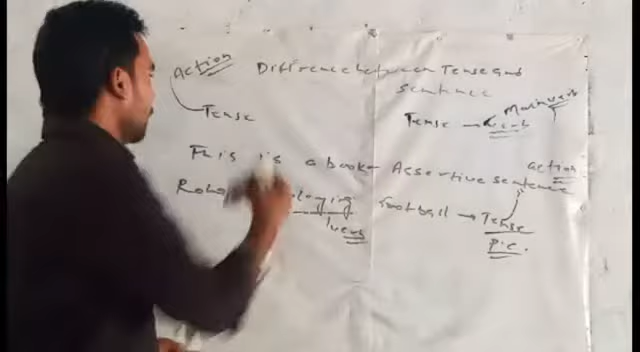 Action
Difference between Tense and
sentence
Tense
Tense → verb
Main verb
This is a book → Assertive sentence
action
playing football → Tense
verb
P.C.